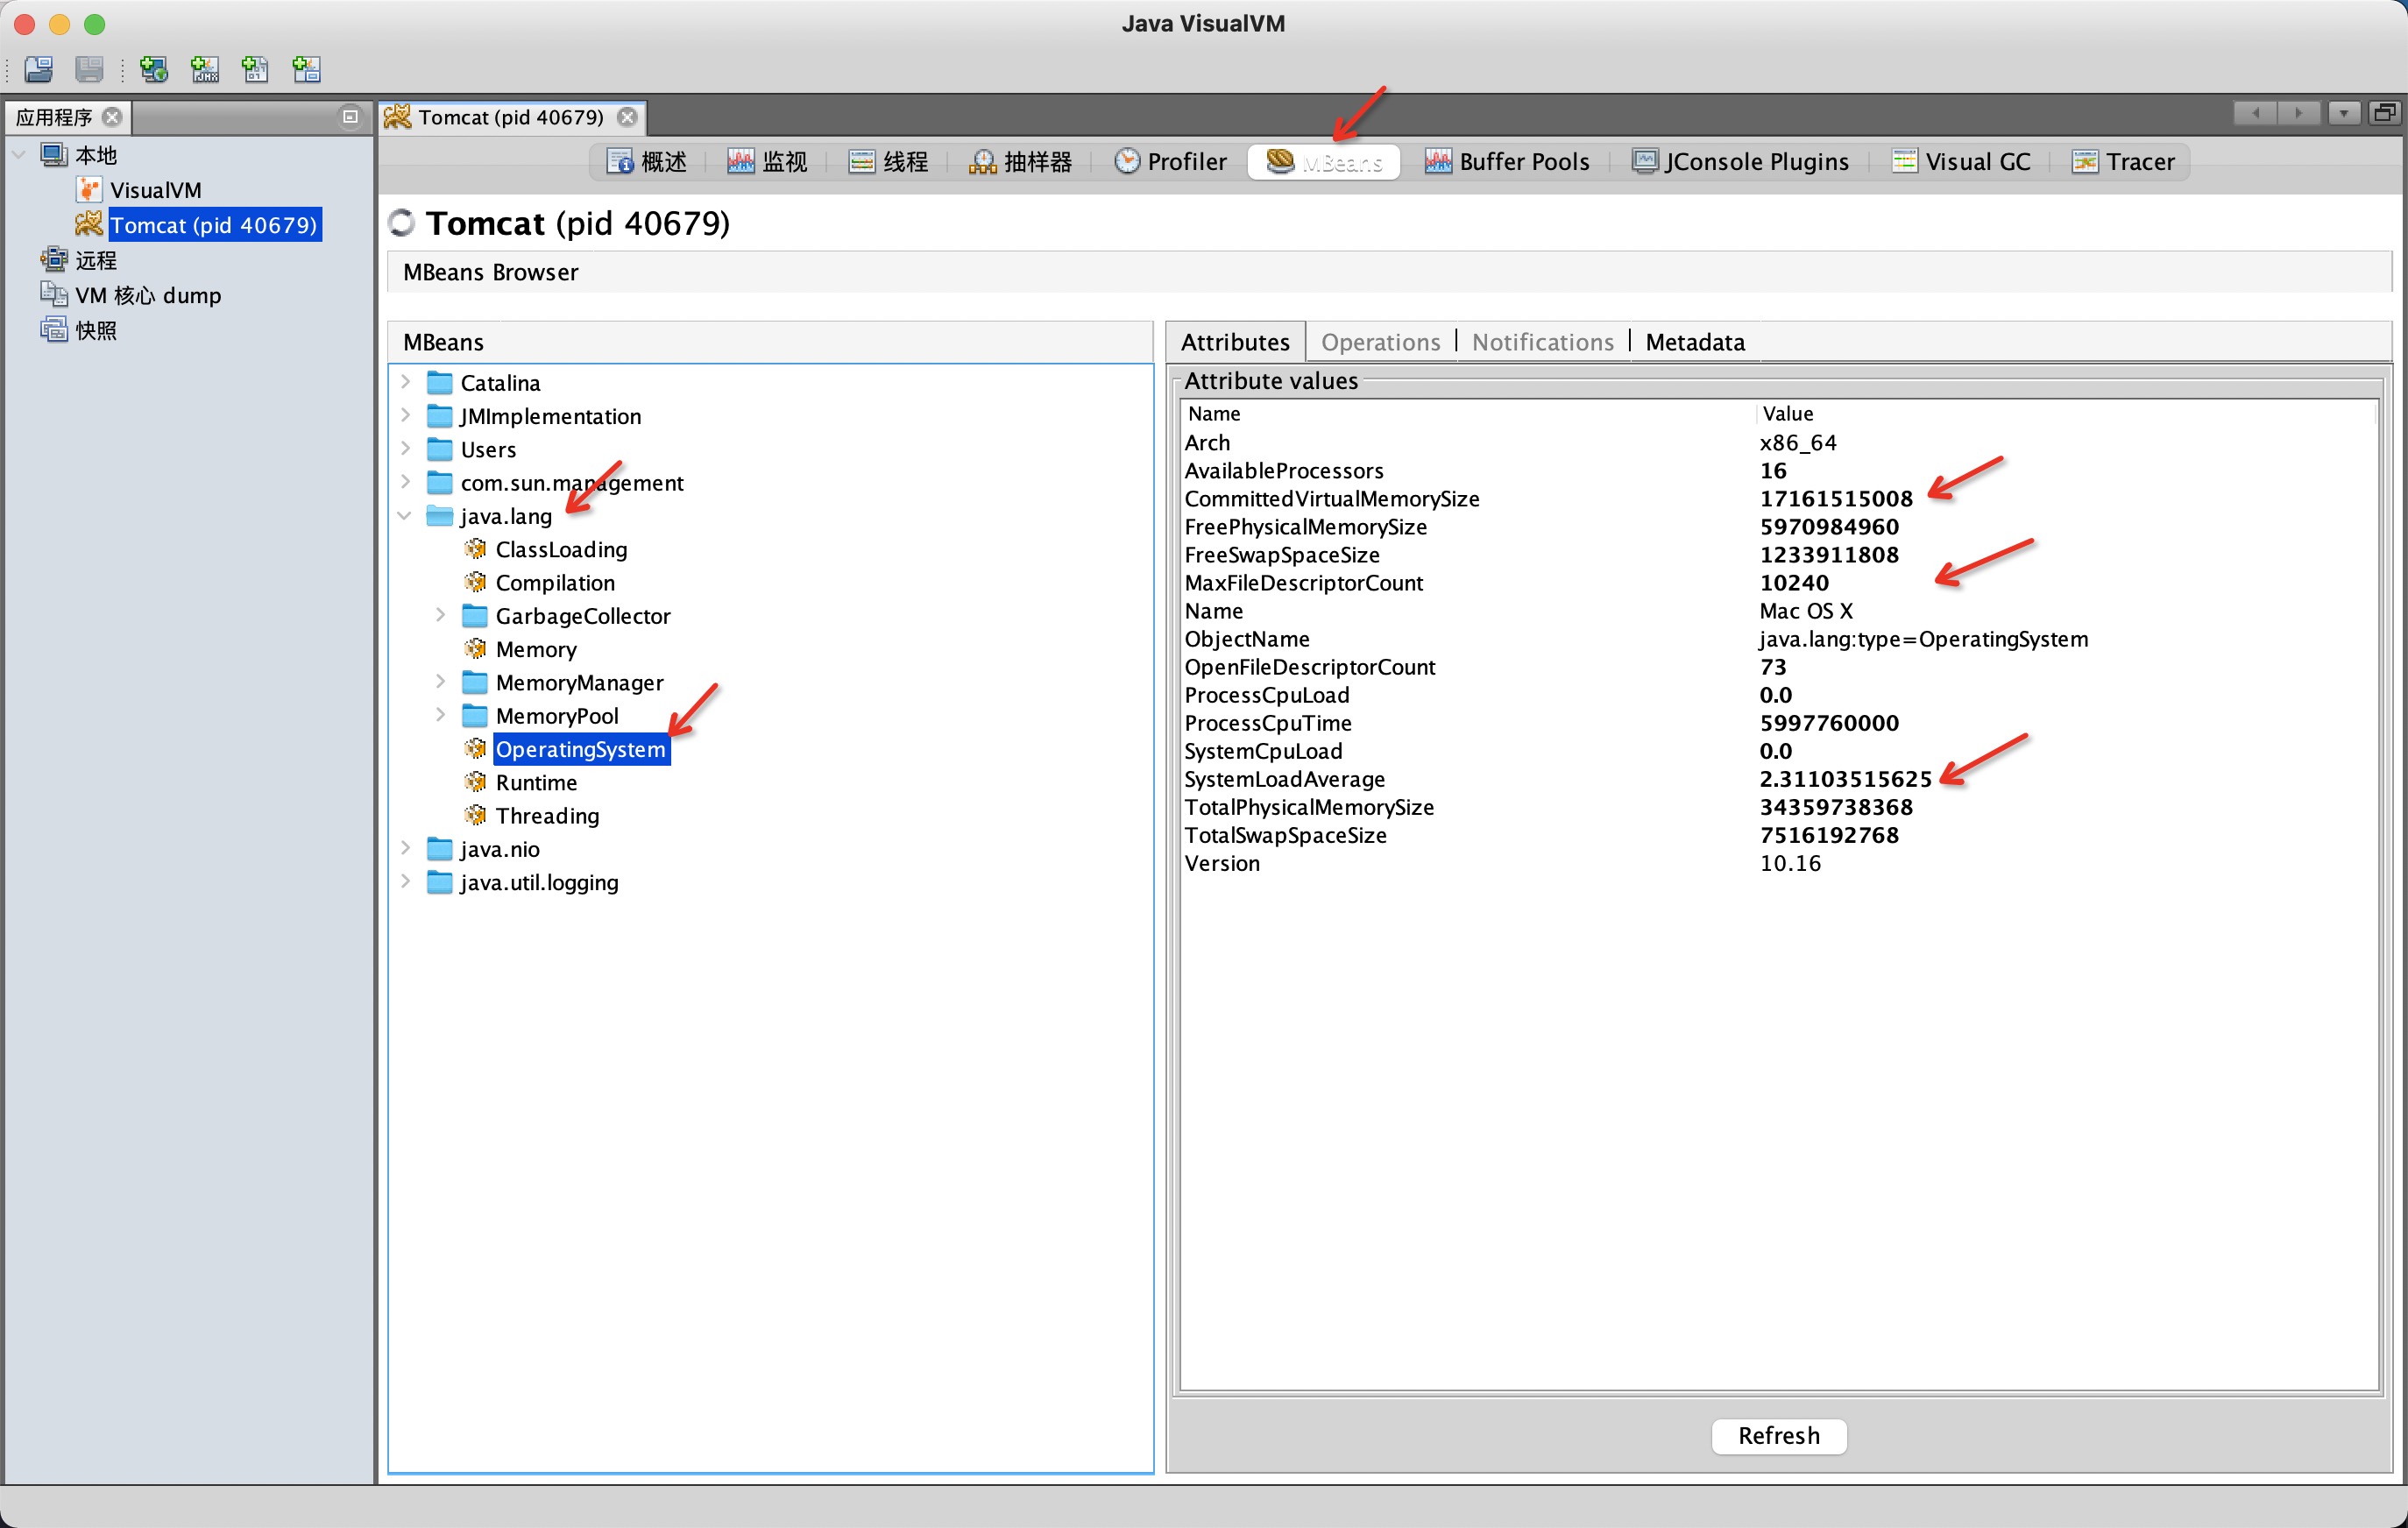 Java VisualVM
应用程序
Tomcat (pid 40679)
本地
VisualVM
Tomcat (pid 40679)
远程
VM 核心 dump
快照
概述 监视 线程 抽样器 Profiler MBeans Buffer Pools JConsole Plugins Visual GC Tracer
Tomcat (pid 40679)
MBeans Browser
MBeans
Catalina
JMImplementation
Users
com.sun.management
java.lang
ClassLoading
Compilation
GarbageCollector
Memory
MemoryManager
MemoryPool
OperatingSystem
Runtime
Threading
java.nio
java.util.logging
Attributes Operations Notifications Metadata
Attribute values
Name Value
Arch x86_64
AvailableProcessors 16
CommittedVirtualMemorySize 17161515008
FreePhysicalMemorySize 5970984960
FreeSwapSpaceSize 1233911808
MaxFileDescriptorCount 10240
Name Mac OS X
ObjectName java.lang:type=OperatingSystem
OpenFileDescriptorCount 73
ProcessCpuLoad 0.0
ProcessCpuTime 5997760000
SystemCpuLoad 0.0
SystemLoadAverage 2.31103515625
TotalPhysicalMemorySize 34359738368
TotalSwapSpaceSize 7516192768
Version 10.16
Refresh